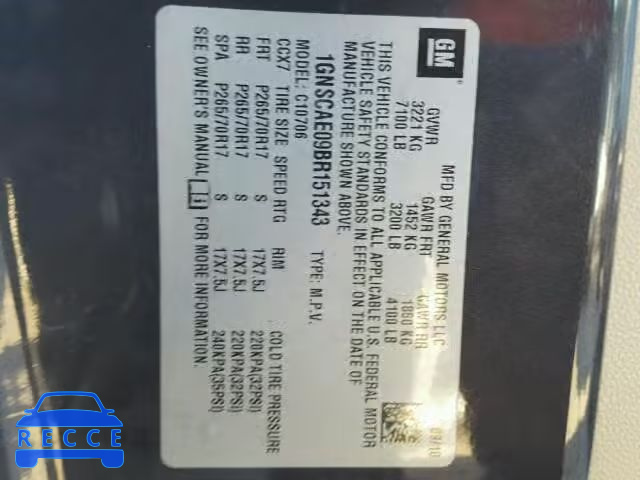 GM
MFD BY GENERAL MOTORS LLC
09/10
GVWR GAWR FRT GAWR RR
3221 KG 1452 KG 1860 KG
7100 LB 3200 LB 4100 LB
THIS VEHICLE CONFORMS TO ALL APPLICABLE U.S. FEDERAL MOTOR
VEHICLE SAFETY STANDARDS IN EFFECT ON THE DATE OF
MANUFACTURE SHOWN ABOVE.
1GNSCAE09BR151343 TYPE: M.P.V.
MODEL: C10706
CCX7 TIRE SIZE SPEED RTG RIM COLD TIRE PRESSURE
FRT P265/70R17 S 17X7.5J 220KPA(32PSI)
RR P265/70R17 S 17X7.5J 220KPA(32PSI)
SPA P265/70R17 S 17X7.5J 240KPA(35PSI)
SEE OWNER'S MANUAL i FOR MORE INFORMATION.
RECCE